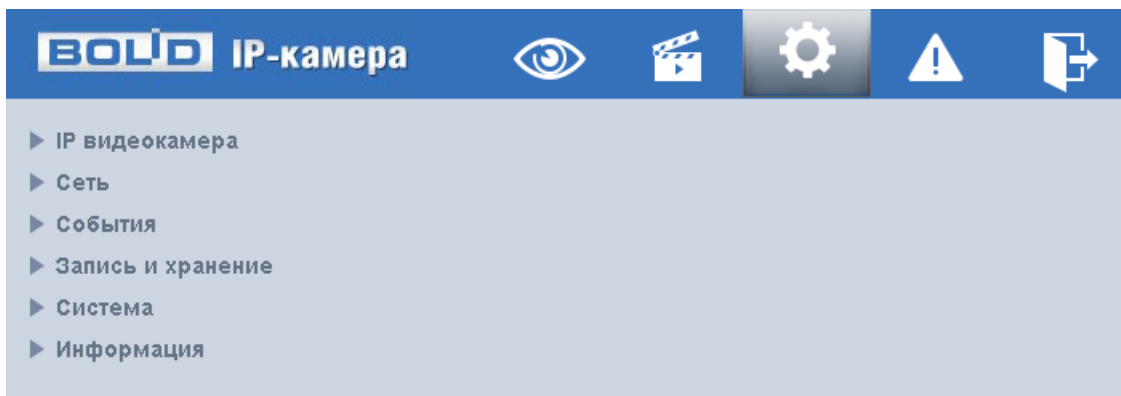 BOLID IP-камера
IP видеокамера
Сеть
События
Запись и хранение
Система
Информация